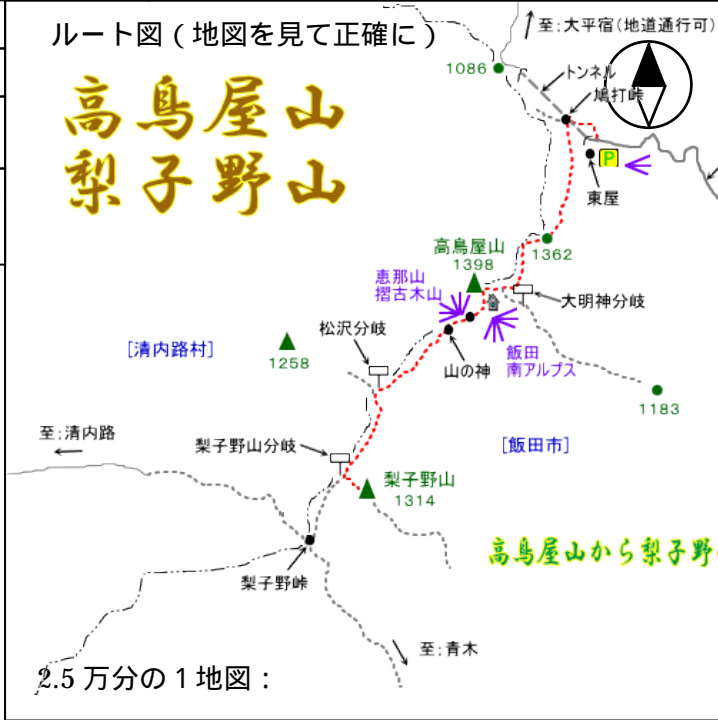 ルート図（地図を見て正確に）
高鳥屋山
梨子野山
至:大平宿(地道通行可)
1086
トンネル
鳩打峠
P
東屋
1362
高鳥屋山
1398
恵那山
摺古木山
大明神分岐
飯田
南アルプス
山の神
松沢分岐
[清内路村]
1258
1183
至:清内路
梨子野山分岐
[飯田市]
梨子野山
1314
高鳥屋山から梨子野
梨子野峠
至:青木
2.5万分の1地図：